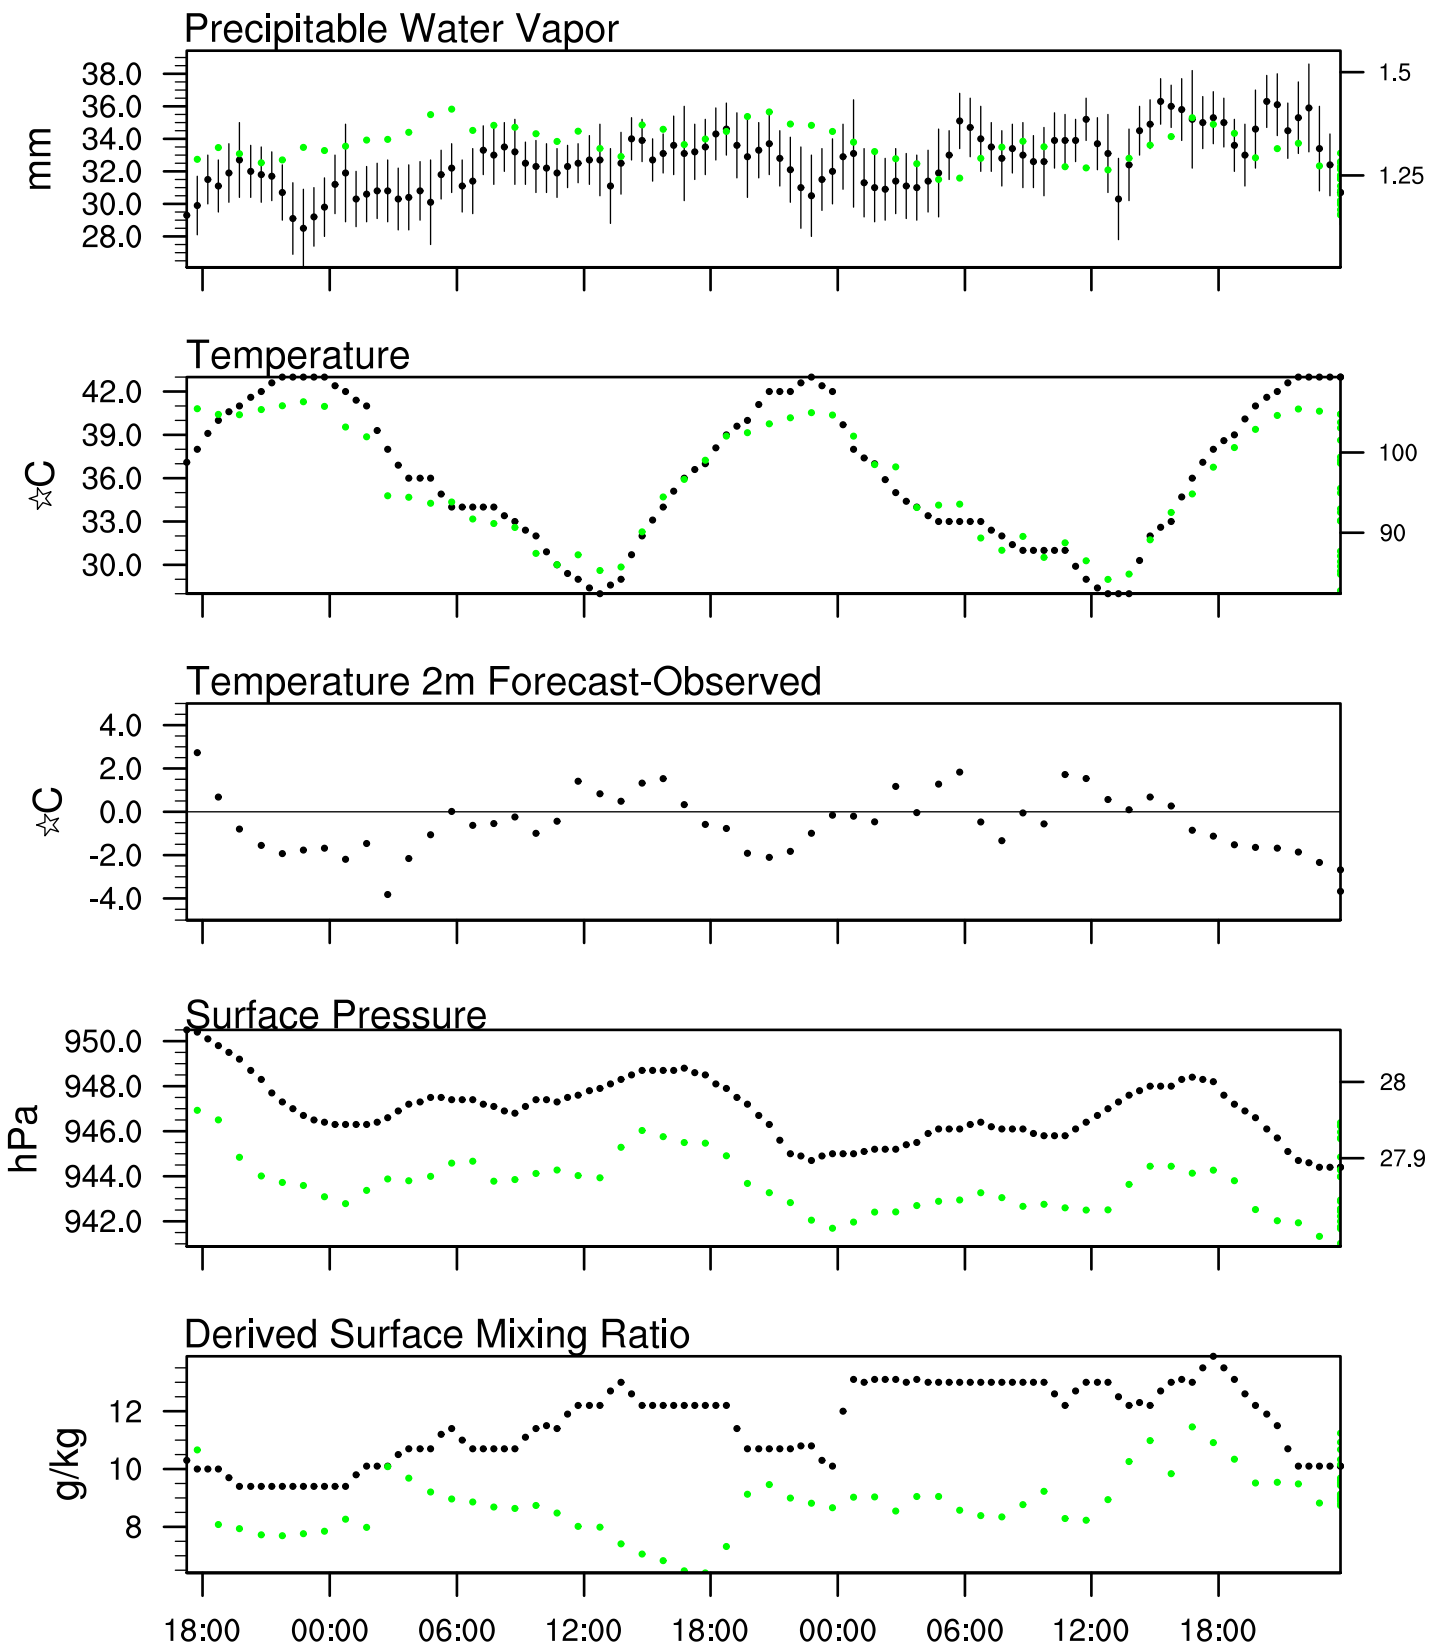 Precipitable Water Vapor
38.0
36.0
34.0
32.0
30.0
28.0
mm
1.5
1.25
Temperature
42.0
39.0
36.0
33.0
30.0
☆C
100
90
Temperature 2m Forecast-Observed
4.0
2.0
0.0
-2.0
-4.0
☆C
Surface Pressure
950.0
948.0
946.0
944.0
942.0
hPa
28
27.9
Derived Surface Mixing Ratio
12
10
8
g/kg
18:00 00:00 06:00 12:00 18:00 00:00 06:00 12:00 18:00